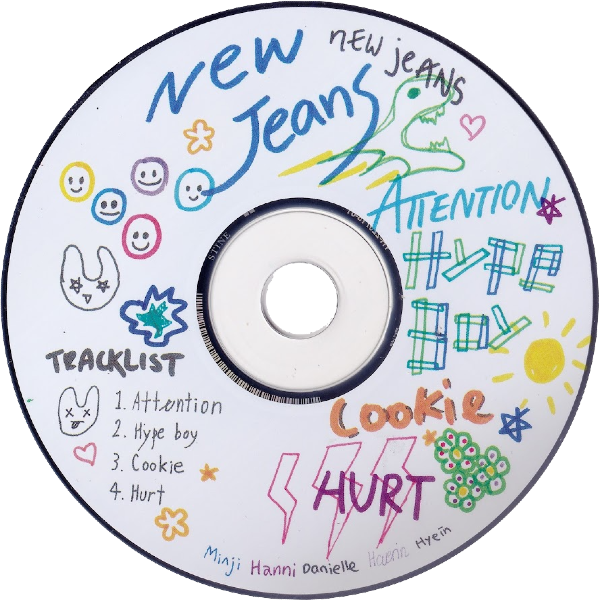 New
Jeans
NEW JEANS
ATTENTION
HYPE
BOY
TRACKLIST
1. Attention
2. Hype boy
3. Cookie
4. Hurt
Cookie
HURT
Minji Hanni Danielle Haerin Hyein